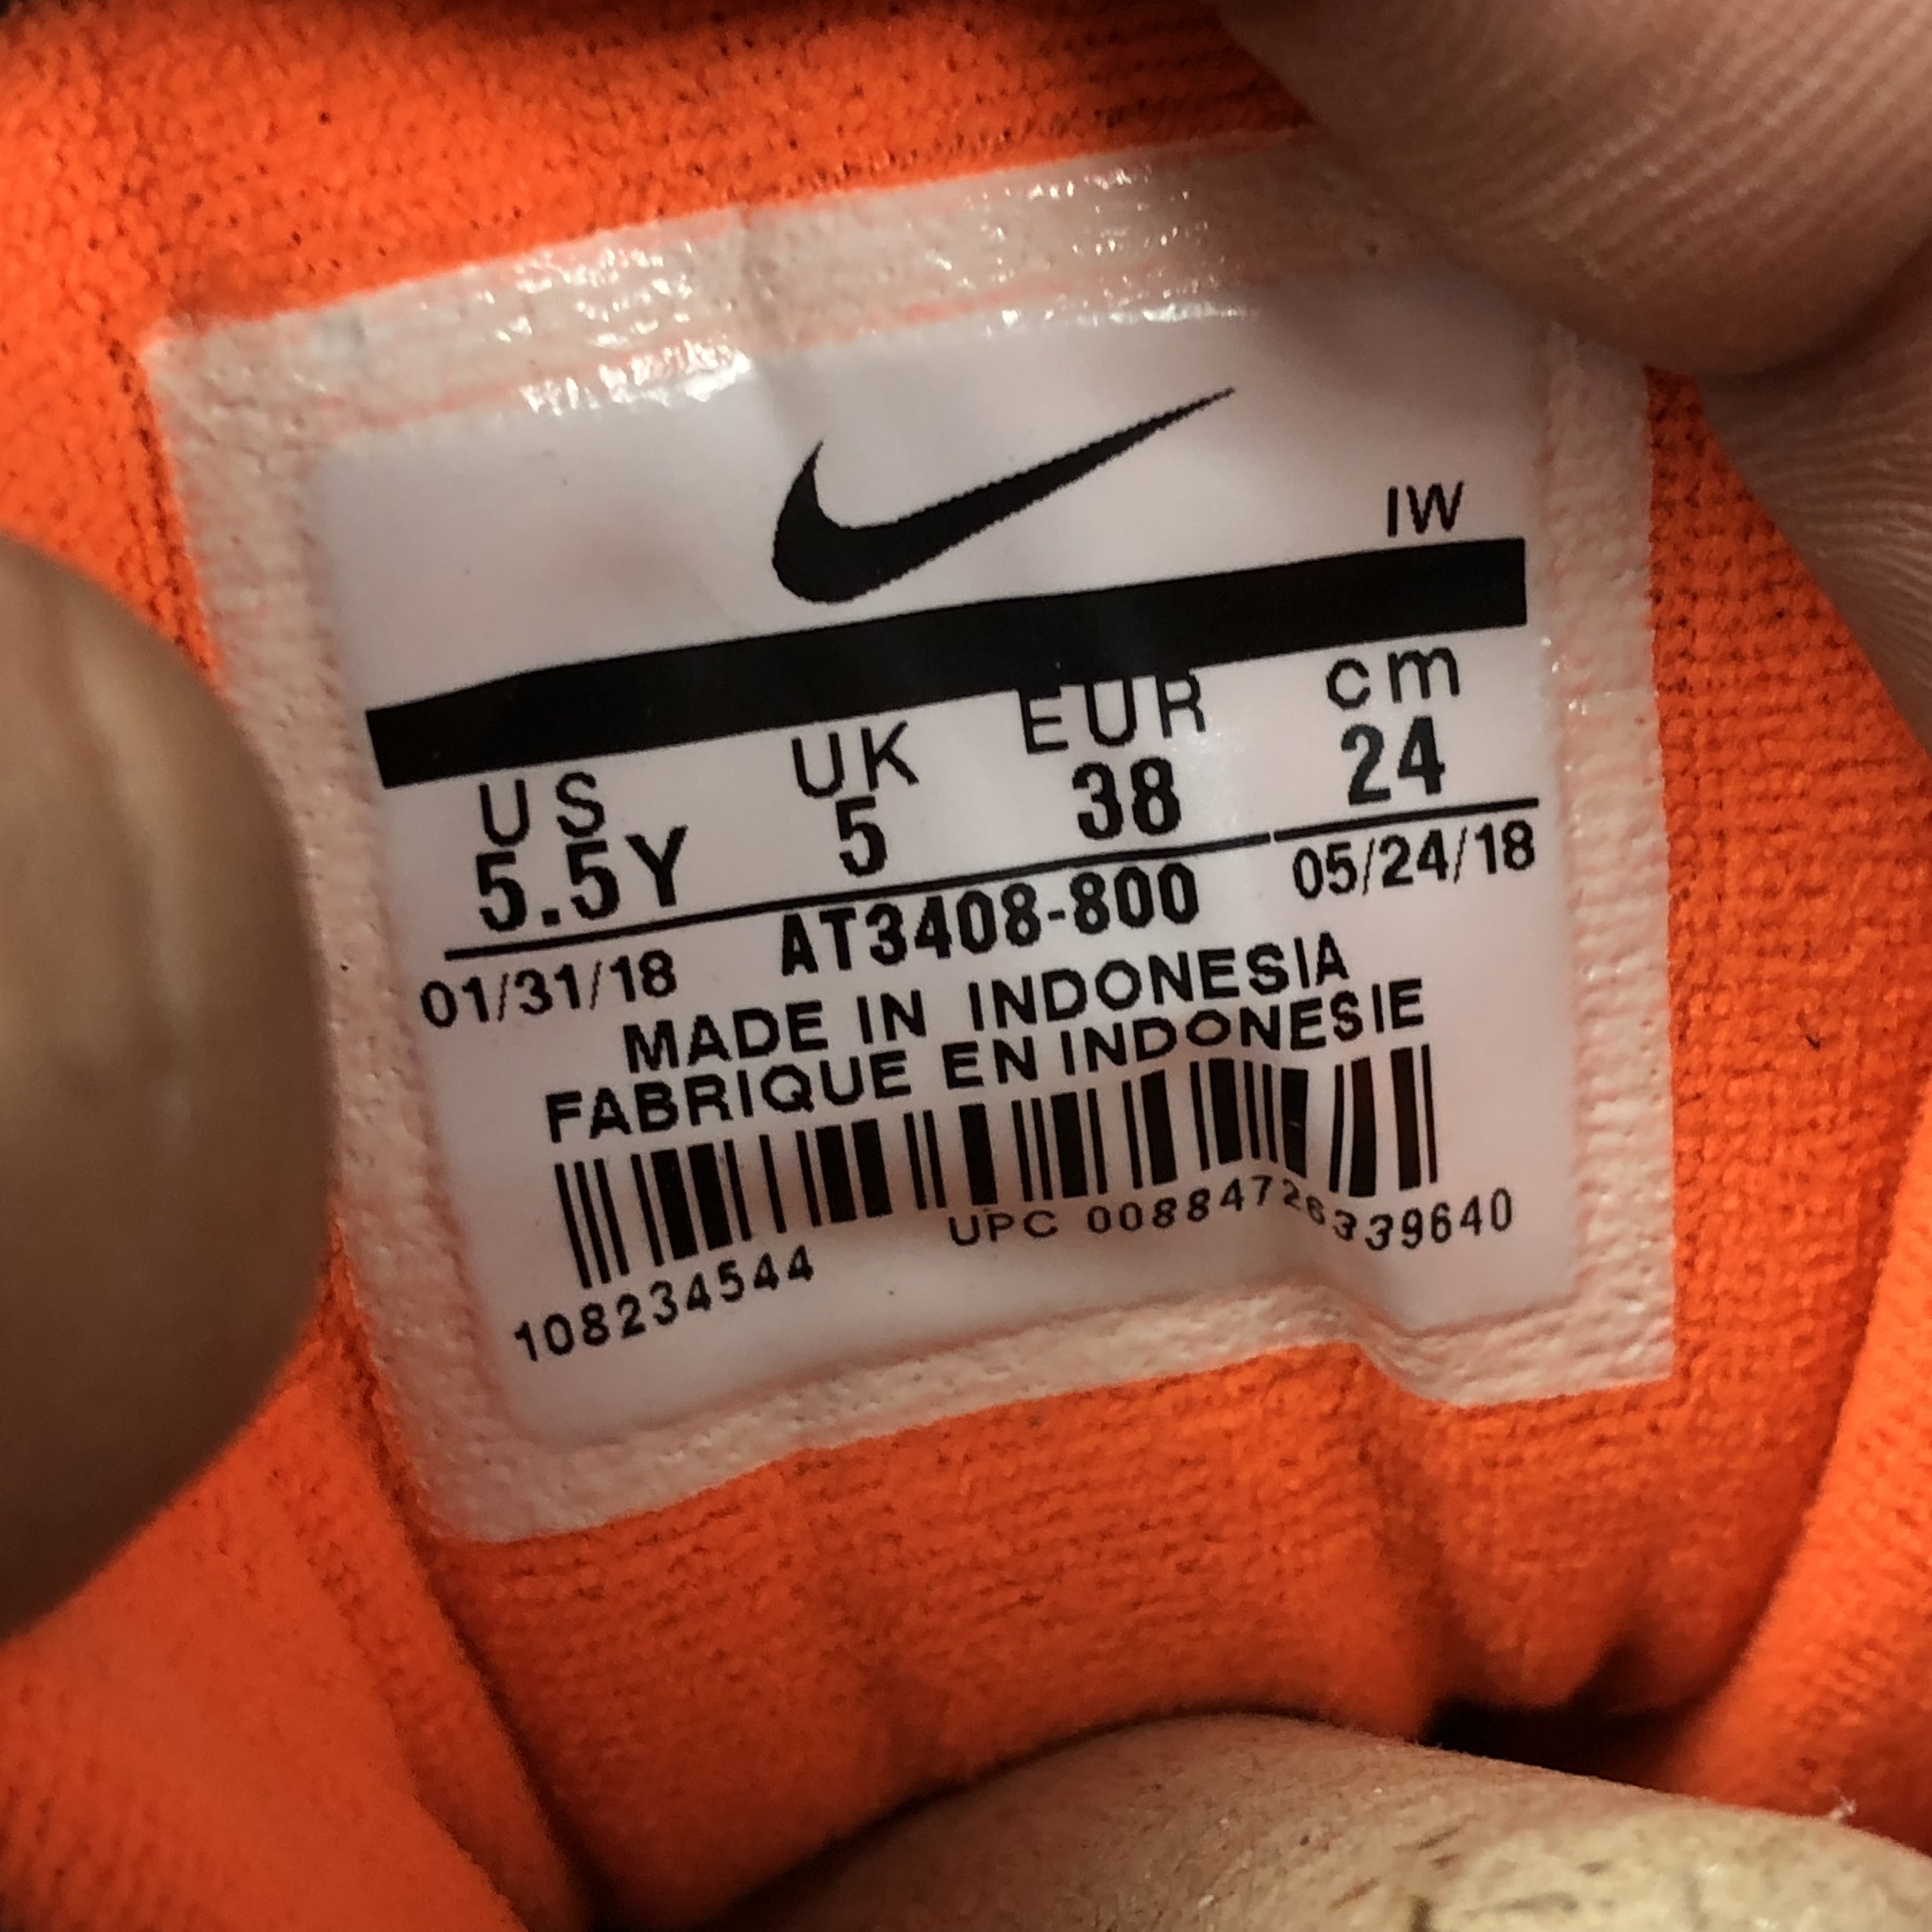 IW
US UK EUR cm
5.5Y 5 38 24
01/31/18 AT3408-800 05/24/18
MADE IN INDONESIA
FABRIQUE EN INDONESIE
UPC 00884726339640
108234544